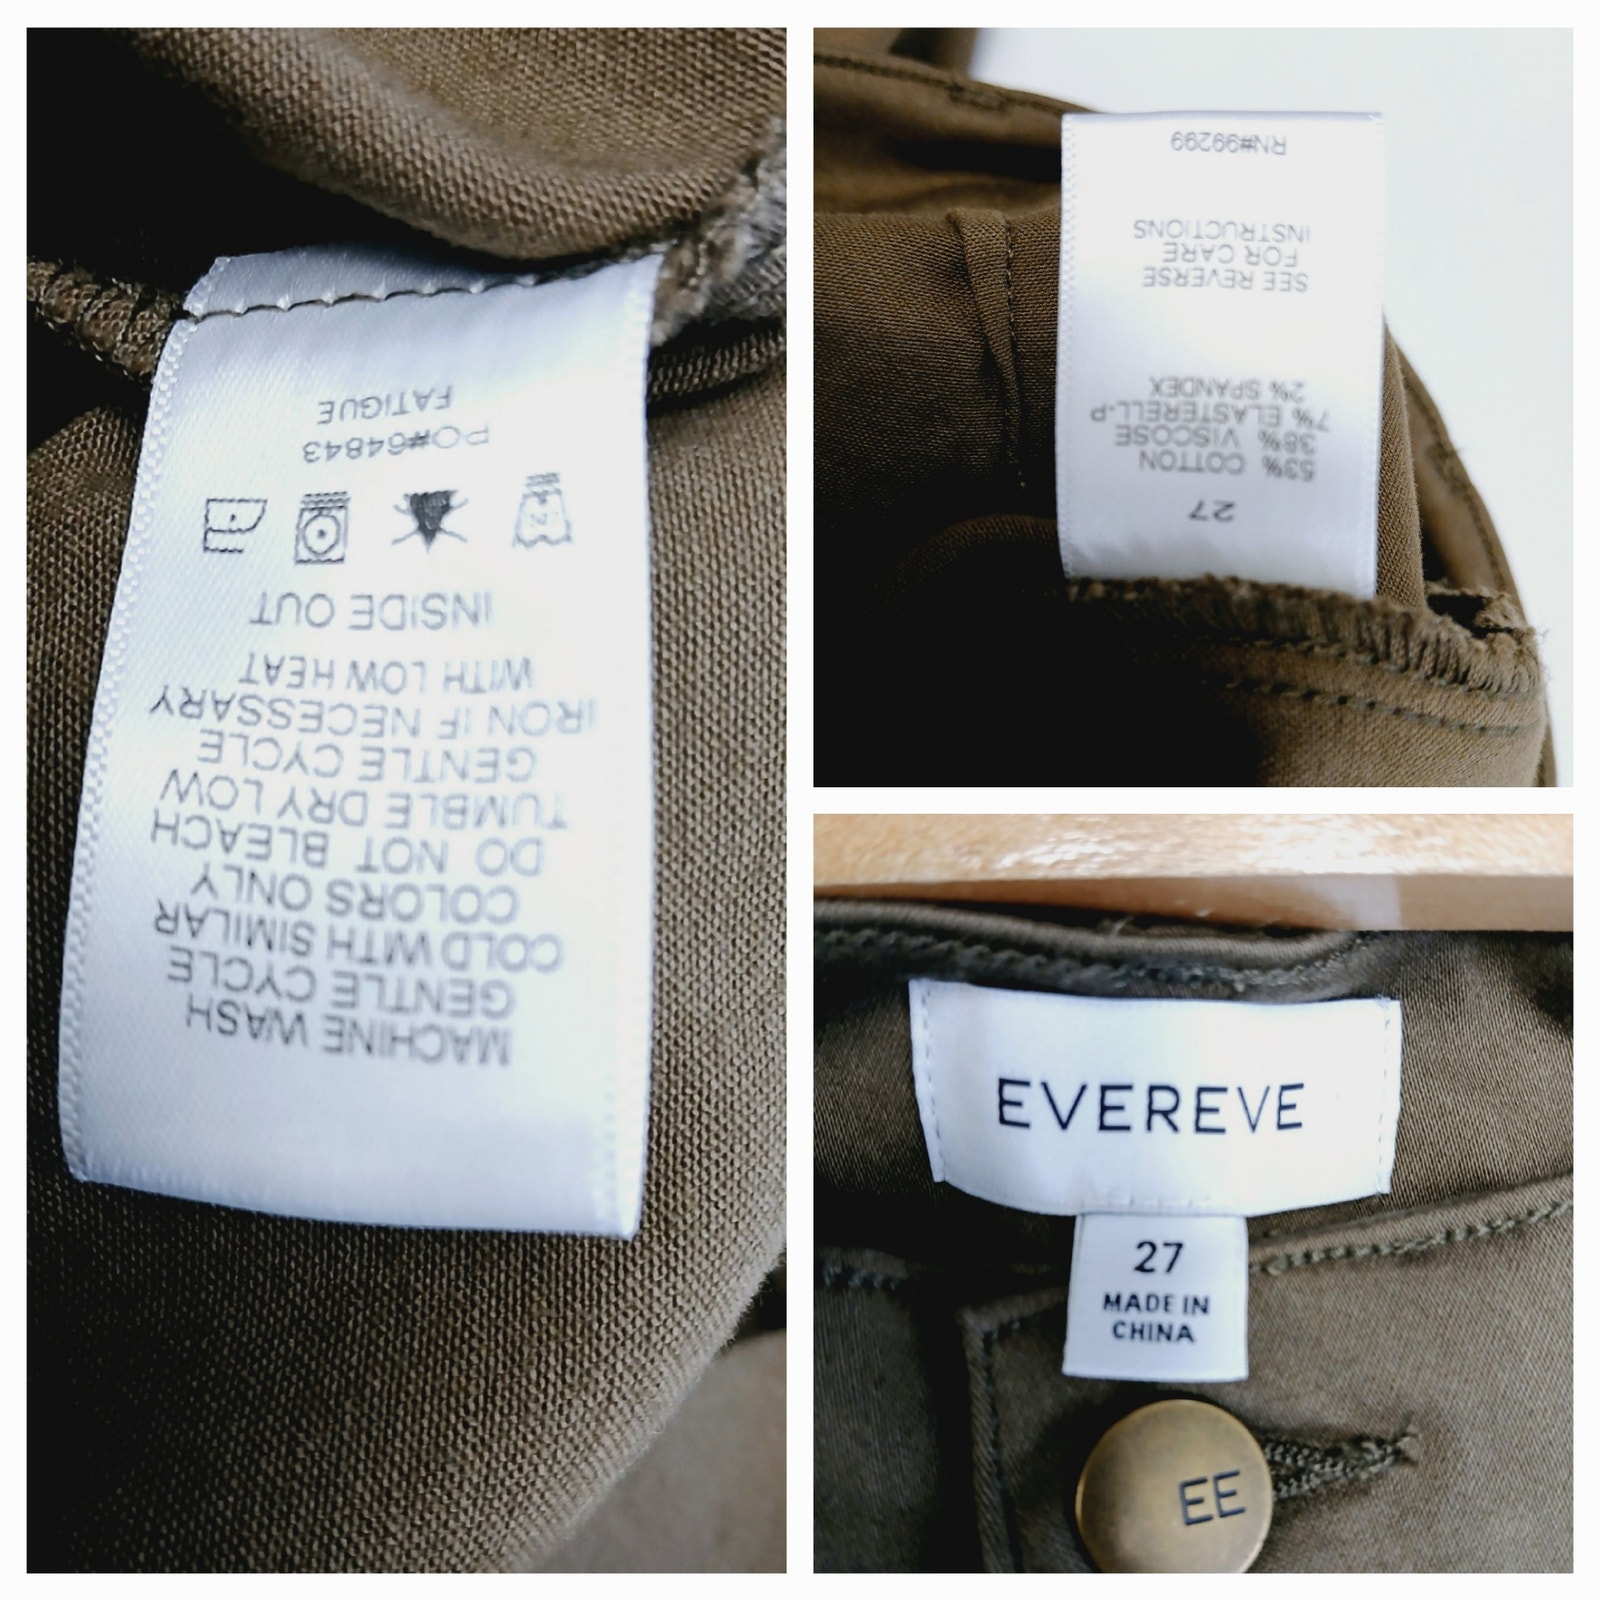 MACHINE WASH
GENTLE CYCLE
COLD WITH SIMILAR
COLORS ONLY
DO NOT BLEACH
TUMBLE DRY LOW
GENTLE CYCLE
IRON IF NECESSARY
WITH LOW HEAT
INSIDE OUT
PO#64843
FATIGUE
27
53% COTTON
38% VISCOSE
7% ELASTERELL-P
2% SPANDEX
SEE REVERSE
FOR CARE
INSTRUCTIONS
RN#99299
EVEREVE
27
MADE IN
CHINA
EE